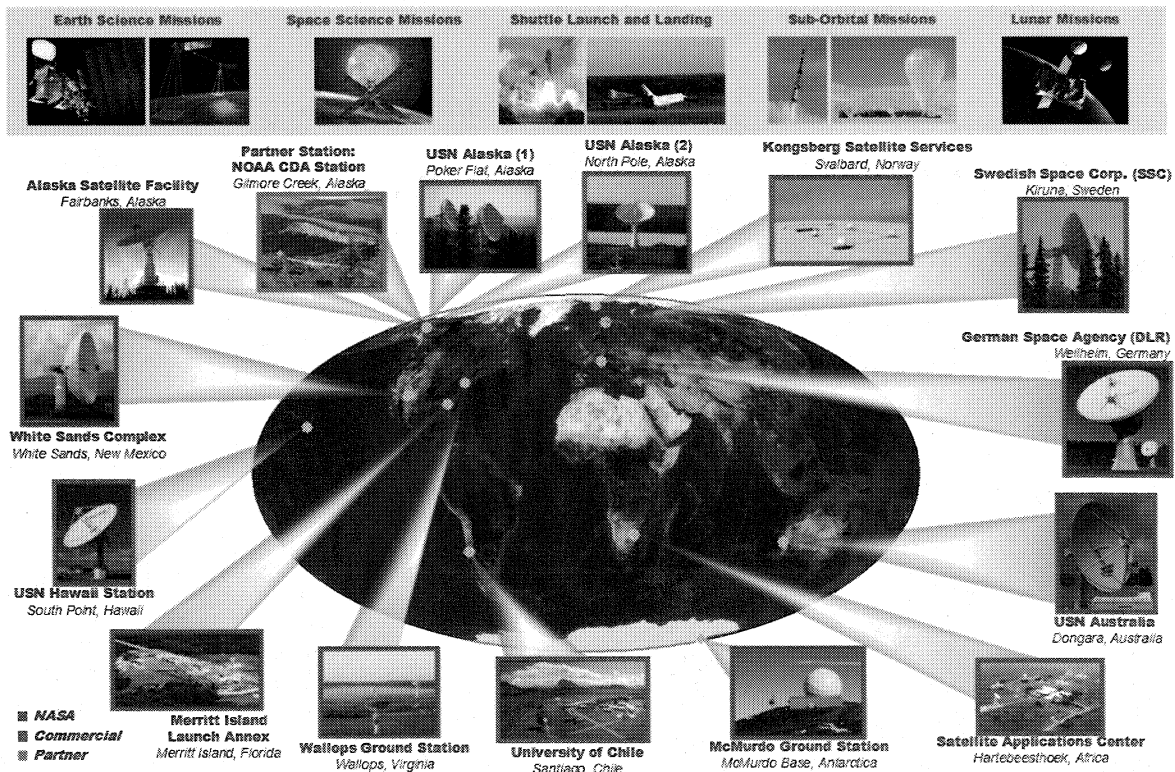 Earth Science Missions
Space Science Missions
Shuttle Launch and Landing
Sub-Orbital Missions
Lunar Missions
Alaska Satellite Facility
Fairbanks, Alaska
Partner Station:
NOAA CDA Station
Gilmore Creek, Alaska
USN Alaska (1)
Poker Flat, Alaska
USN Alaska (2)
North Pole, Alaska
Kongsberg Satellite Services
Svalbard, Norway
Swedish Space Corp. (SSC)
Kiruna, Sweden
German Space Agency (DLR)
Weilheim, Germany
White Sands Complex
White Sands, New Mexico
USN Hawaii Station
South Point, Hawaii
USN Australia
Dongara, Australia
Merritt Island
Launch Annex
Merritt Island, Florida
Wallops Ground Station
Wallops, Virginia
University of Chile
Santiago, Chile
McMurdo Ground Station
McMurdo Base, Antarctica
Satellite Applications Center
Hartebeesthoek, Africa
NASA
Commercial
Partner